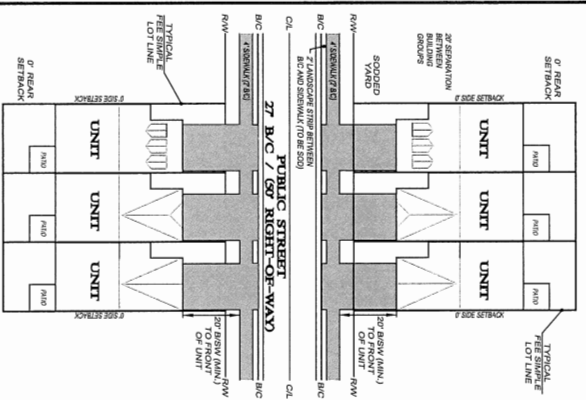 0' REAR
SETBACK
TYPICAL
FEE SIMPLE
LOT LINE
R/W
4' SIDEWALK (2' B/C)
B/C
C/L
B/C
4' SIDEWALK (2' B/C)
2' LANDSCAPE STRIP BETWEEN
B/C AND SIDEWALK (TO BE SOD)
R/W
SODDED
YARD
20' SEPARATION
BETWEEN
BUILDING
GROUPS
0' REAR
SETBACK
0' SIDE SETBACK
0' SIDE SETBACK
PATIO
UNIT
UNIT
PATIO
PATIO
UNIT
PUBLIC STREET
27' B/C / (50' RIGHT-OF-WAY)
UNIT
PATIO
PATIO
UNIT
UNIT
PATIO
0' SIDE SETBACK
0' SIDE SETBACK
20' B/SW (MIN.)
TO FRONT
OF UNIT
20' B/SW (MIN.)
TO FRONT
OF UNIT
R/W
B/C
C/L
B/C
R/W
TYPICAL
FEE SIMPLE
LOT LINE